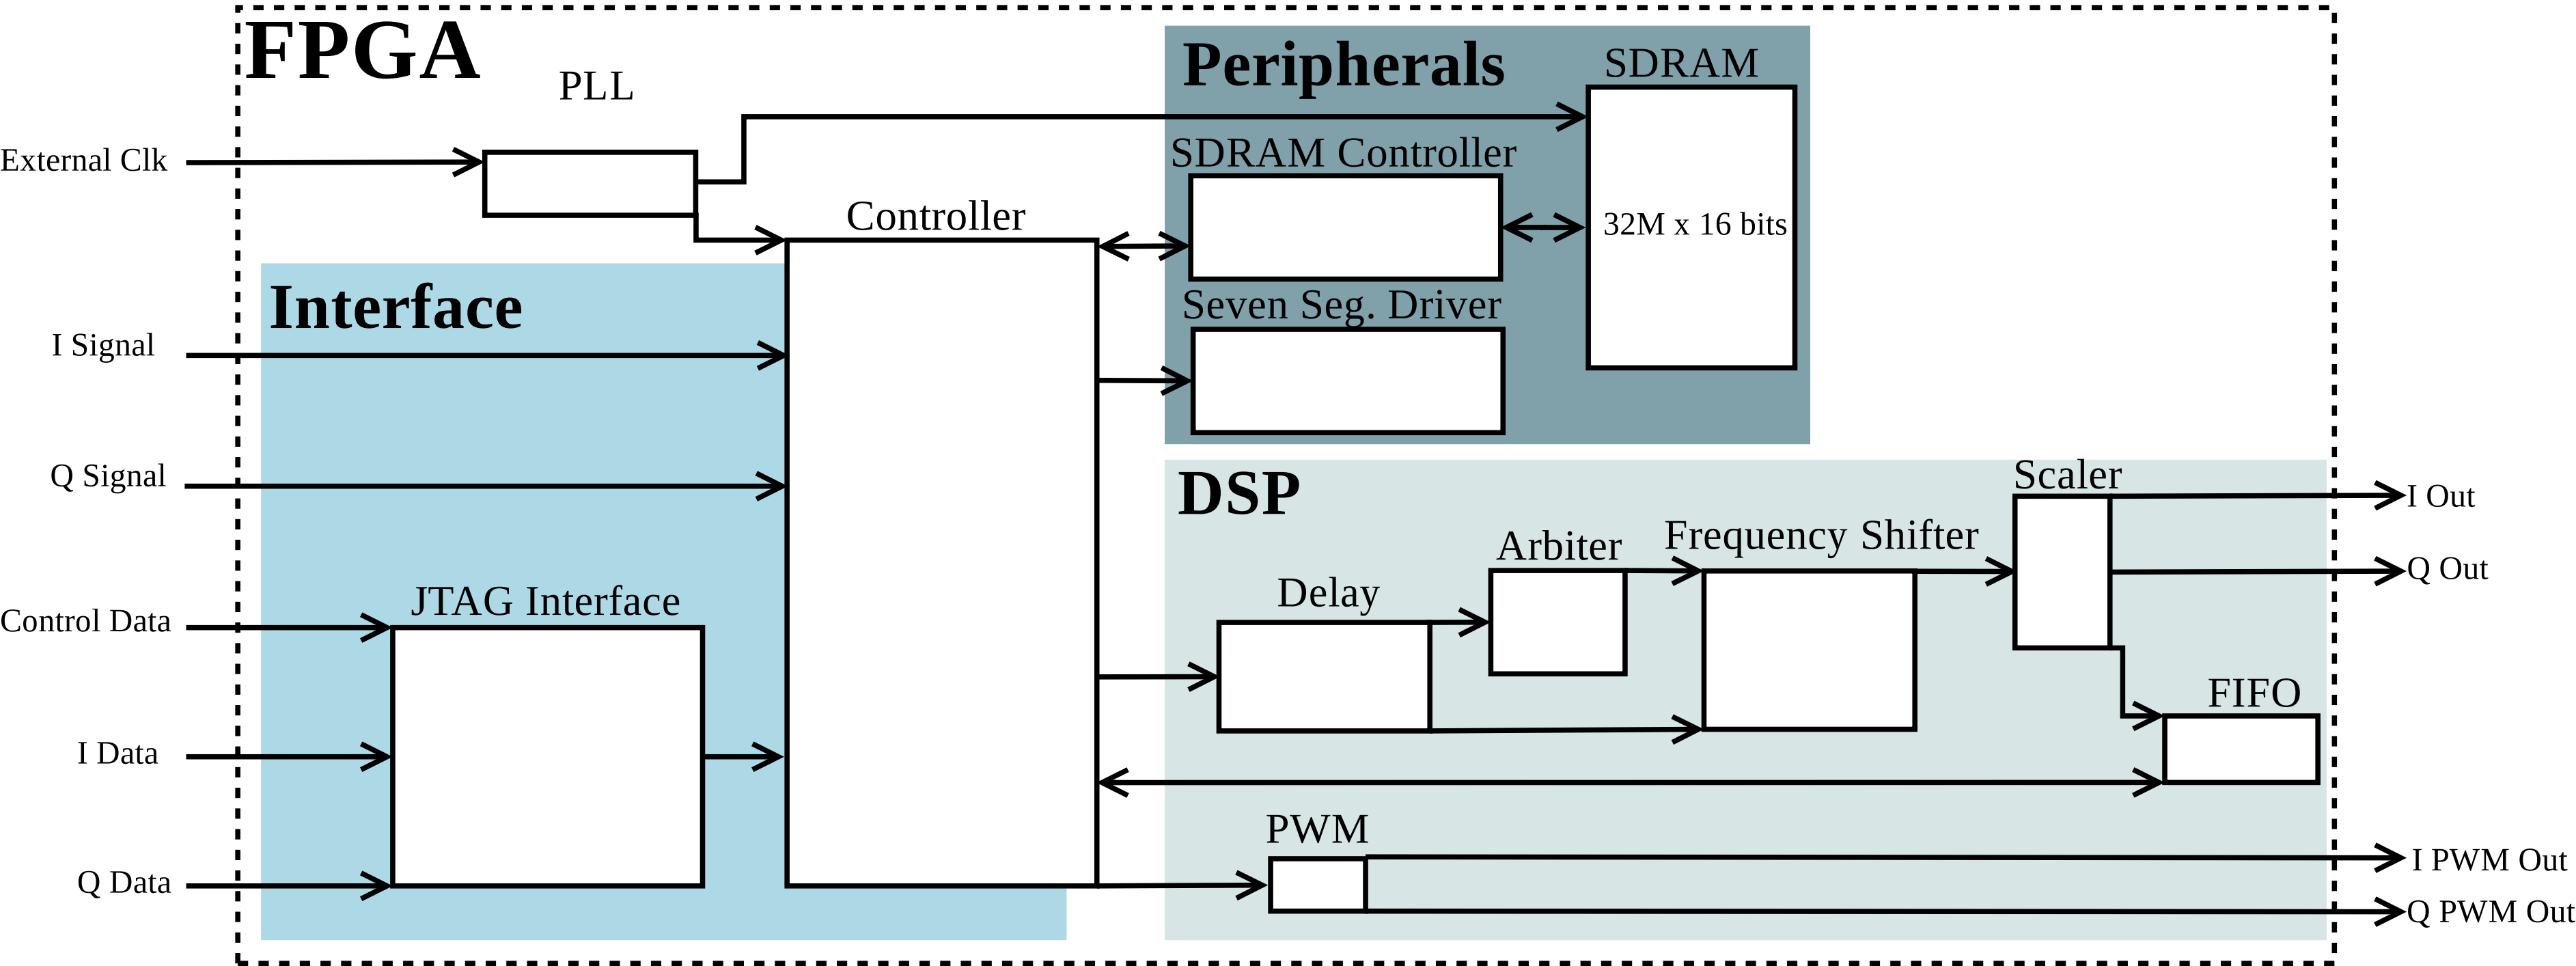 FPGA
PLL
Peripherals
SDRAM
External Clk
SDRAM Controller
Controller
32M x 16 bits
Interface
Seven Seg. Driver
I Signal
Q Signal
DSP
Scaler
I Out
Arbiter
Frequency Shifter
Q Out
JTAG Interface
Delay
Control Data
FIFO
I Data
PWM
I PWM Out
Q Data
Q PWM Out